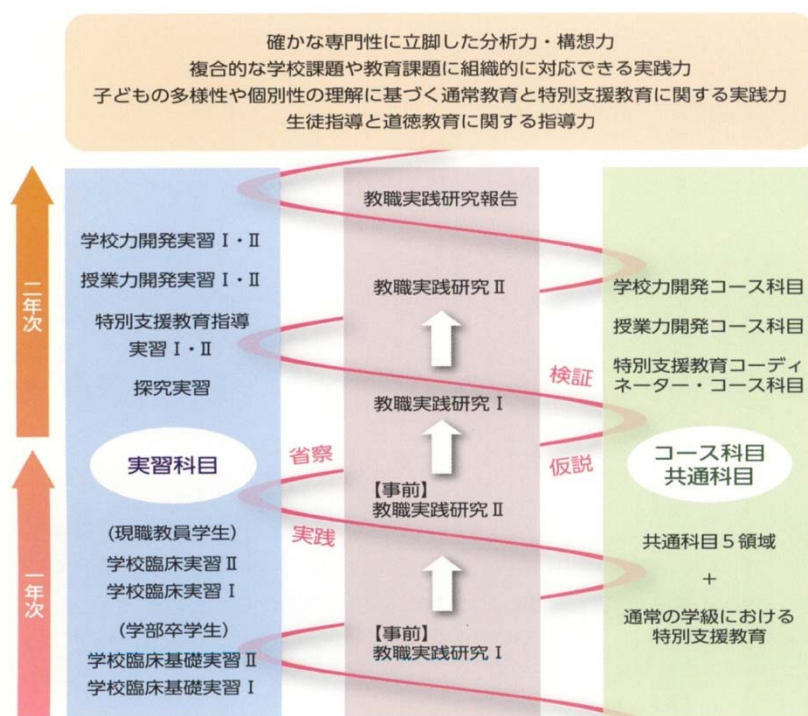 確かな専門性に立脚した分析力・構想力
複合的な学校課題や教育課題に組織的に対応できる実践力
子どもの多様性や個別性の理解に基づく通常教育と特別支援教育に関する実践力
生徒指導と道徳教育に関する指導力
二年次
一年次
学校力開発実習Ⅰ・Ⅱ
授業力開発実習Ⅰ・Ⅱ
特別支援教育指導
実習Ⅰ・Ⅱ
探究実習
実習科目
(現職教員学生)
学校臨床実習Ⅱ
学校臨床実習Ⅰ
(学部卒学生)
学校臨床基礎実習Ⅱ
学校臨床基礎実習Ⅰ
省察
実践
教職実践研究報告
教職実践研究Ⅱ
教職実践研究Ⅰ
【事前】
教職実践研究Ⅱ
【事前】
教職実践研究Ⅰ
検証
仮説
学校力開発コース科目
授業力開発コース科目
特別支援教育コーディ
ネーター・コース科目
コース科目
共通科目
共通科目5領域
+
通常の学級における
特別支援教育